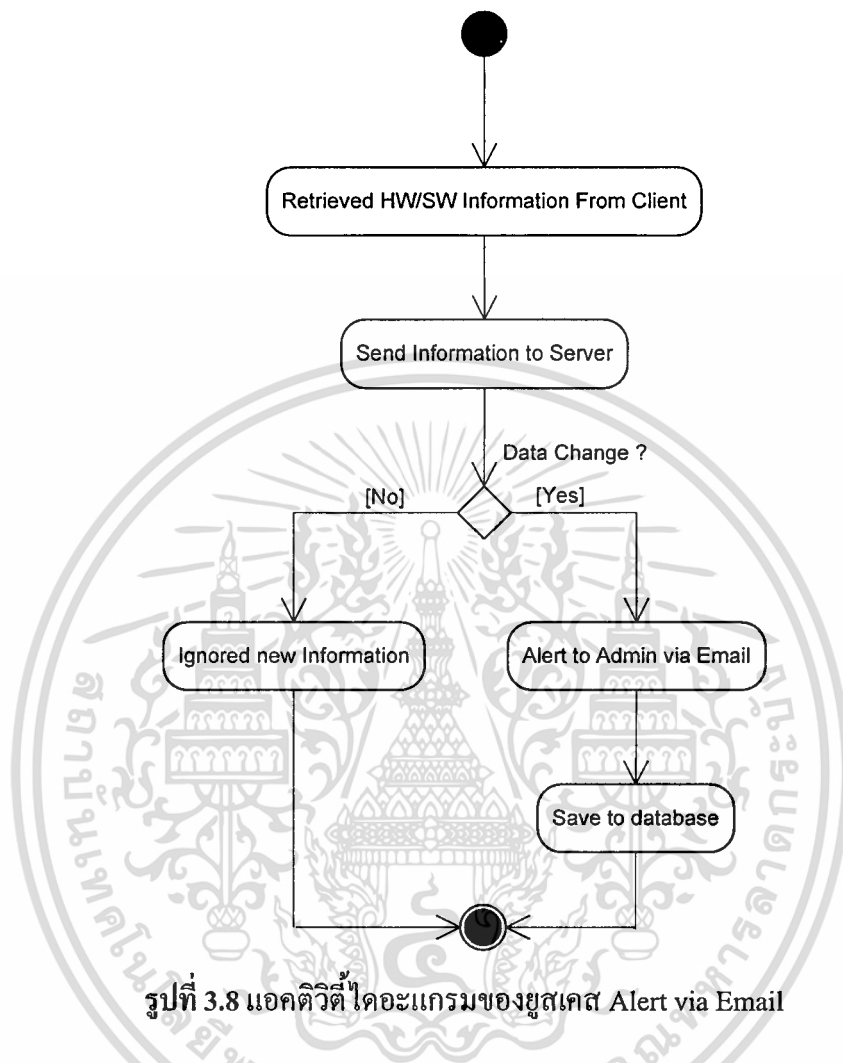 Retrieved HW/SW Information From Client
Send Information to Server
Data Change ?
[No]
[Yes]
Ignored new Information
Alert to Admin via Email
Save to database
รูปที่ 3.8 แอคติวิตี้ไดอะแกรมของยูสเคส Alert via Email